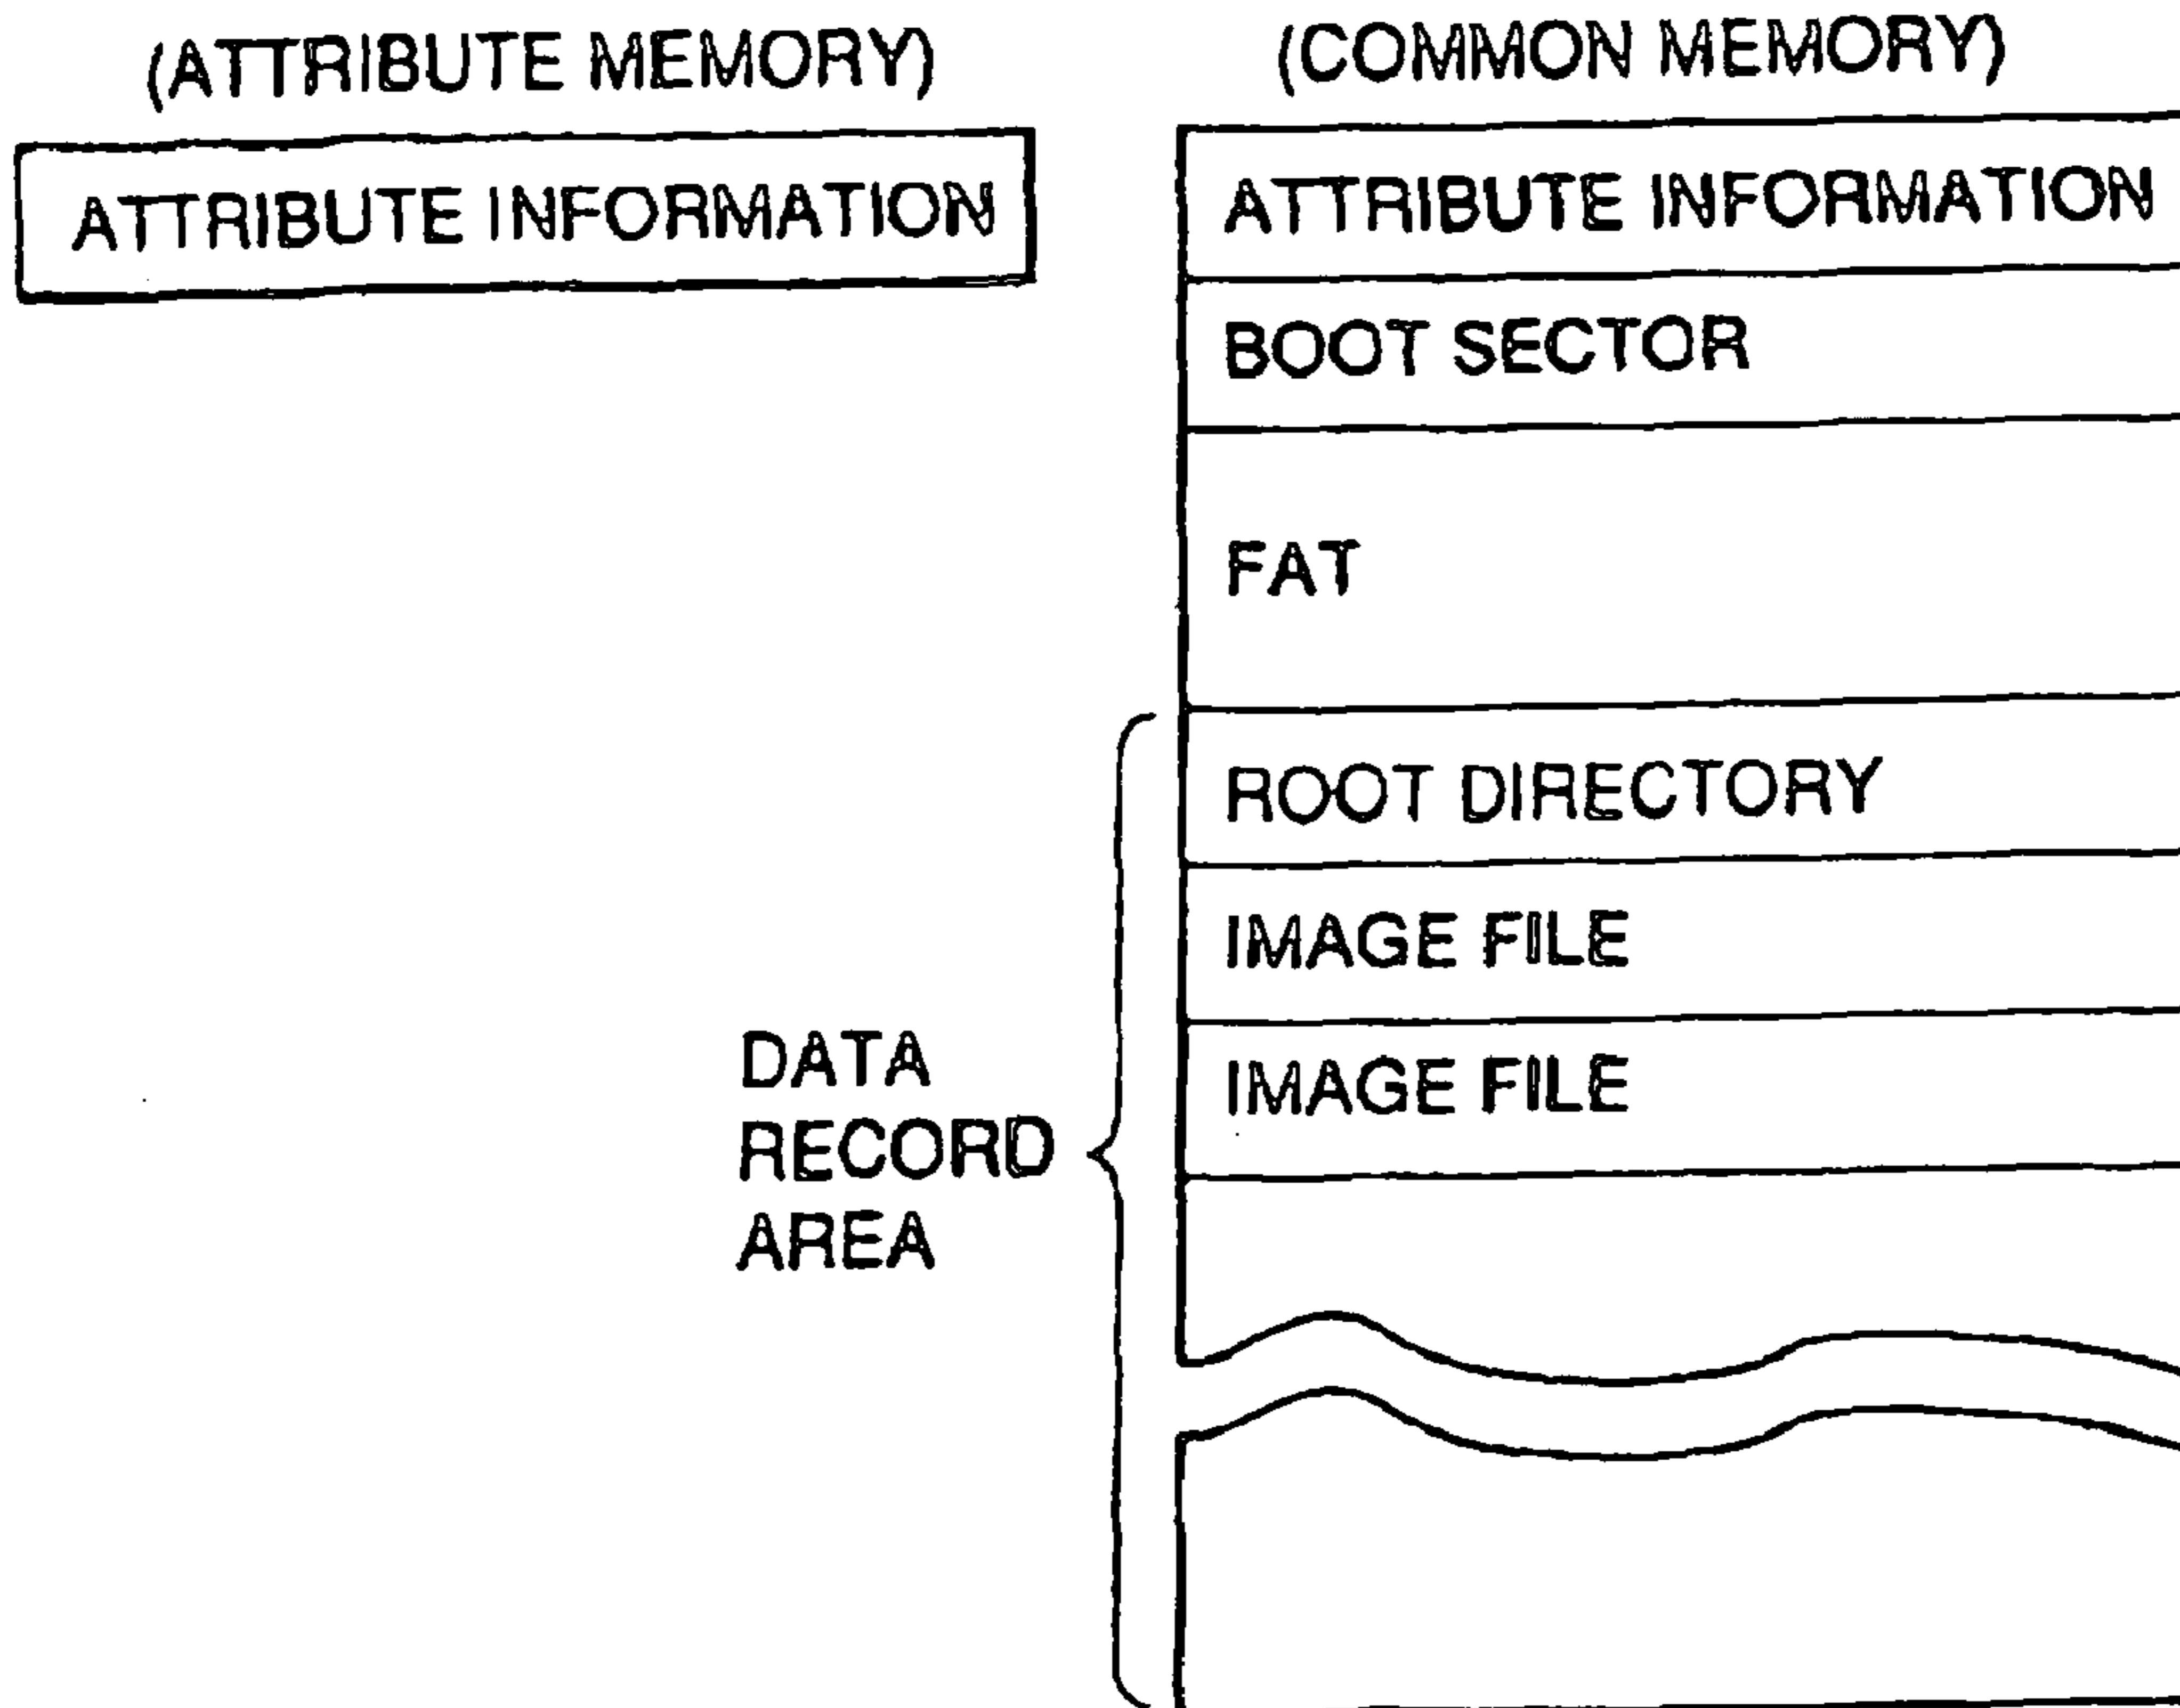 (ATTRIBUTE MEMORY)
ATTRIBUTE INFORMATION
(COMMON MEMORY)
ATTRIBUTE INFORMATION
BOOT SECTOR
FAT
ROOT DIRECTORY
IMAGE FILE
IMAGE FILE
DATA
RECORD
AREA